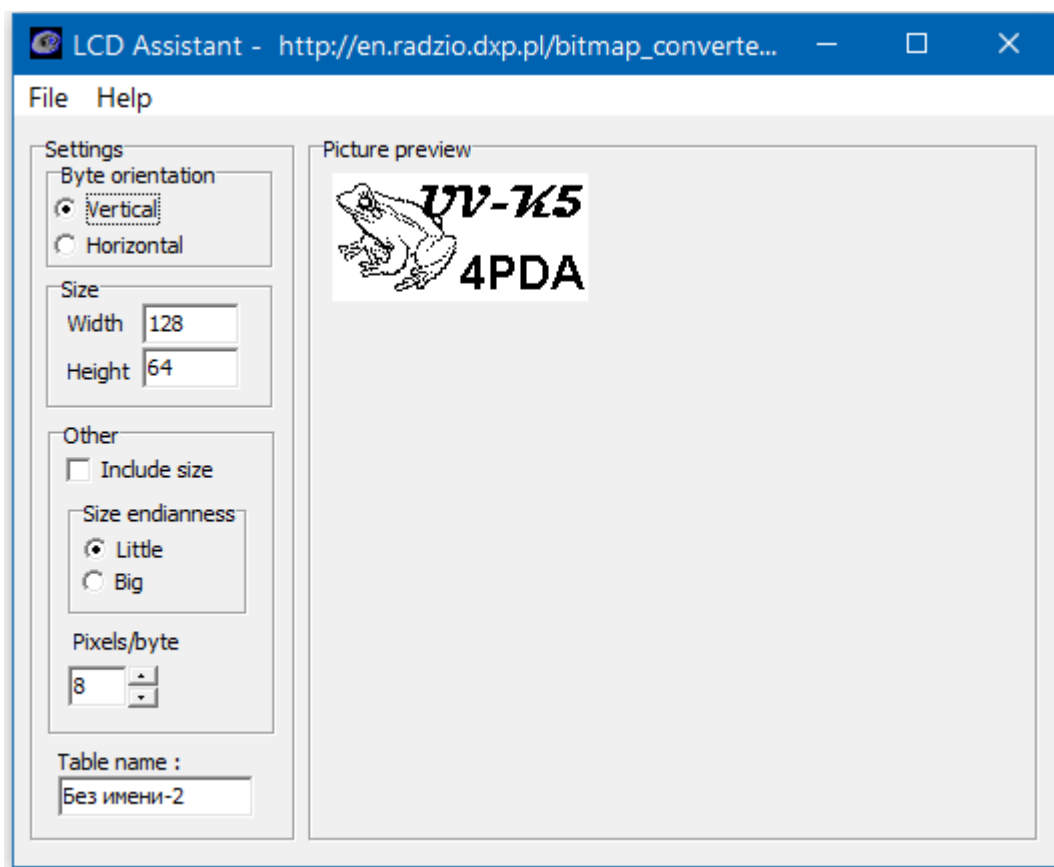 LCD Assistant - http://en.radzio.dxp.pl/bitmap_converte...
File Help
Settings
Byte orientation
Vertical
Horizontal
Size
Width 128
Height 64
Other
Include size
Size endianness
Little
Big
Pixels/byte
8
Table name :
Без имени-2
Picture preview
UV-K5
4PDA